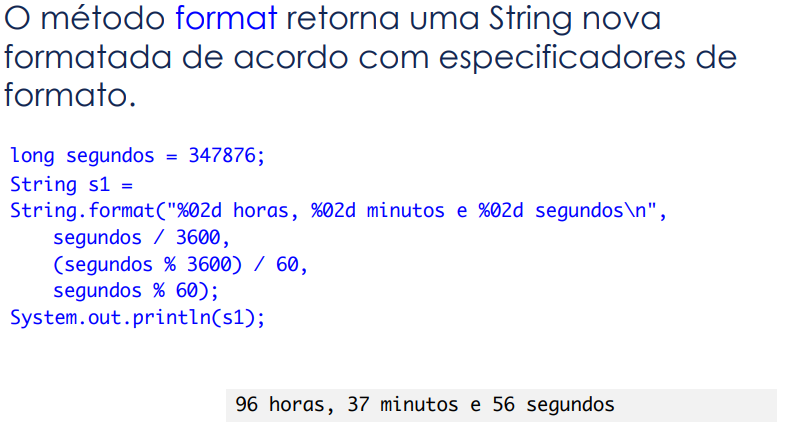 O método format retorna uma String nova
formatada de acordo com especificadores de
formato.
long segundos = 347876;
String s1 =
String.format("%02d horas, %02d minutos e %02d segundos\n",
segundos / 3600,
(segundos % 3600) / 60,
segundos % 60);
System.out.println(s1);
96 horas, 37 minutos e 56 segundos